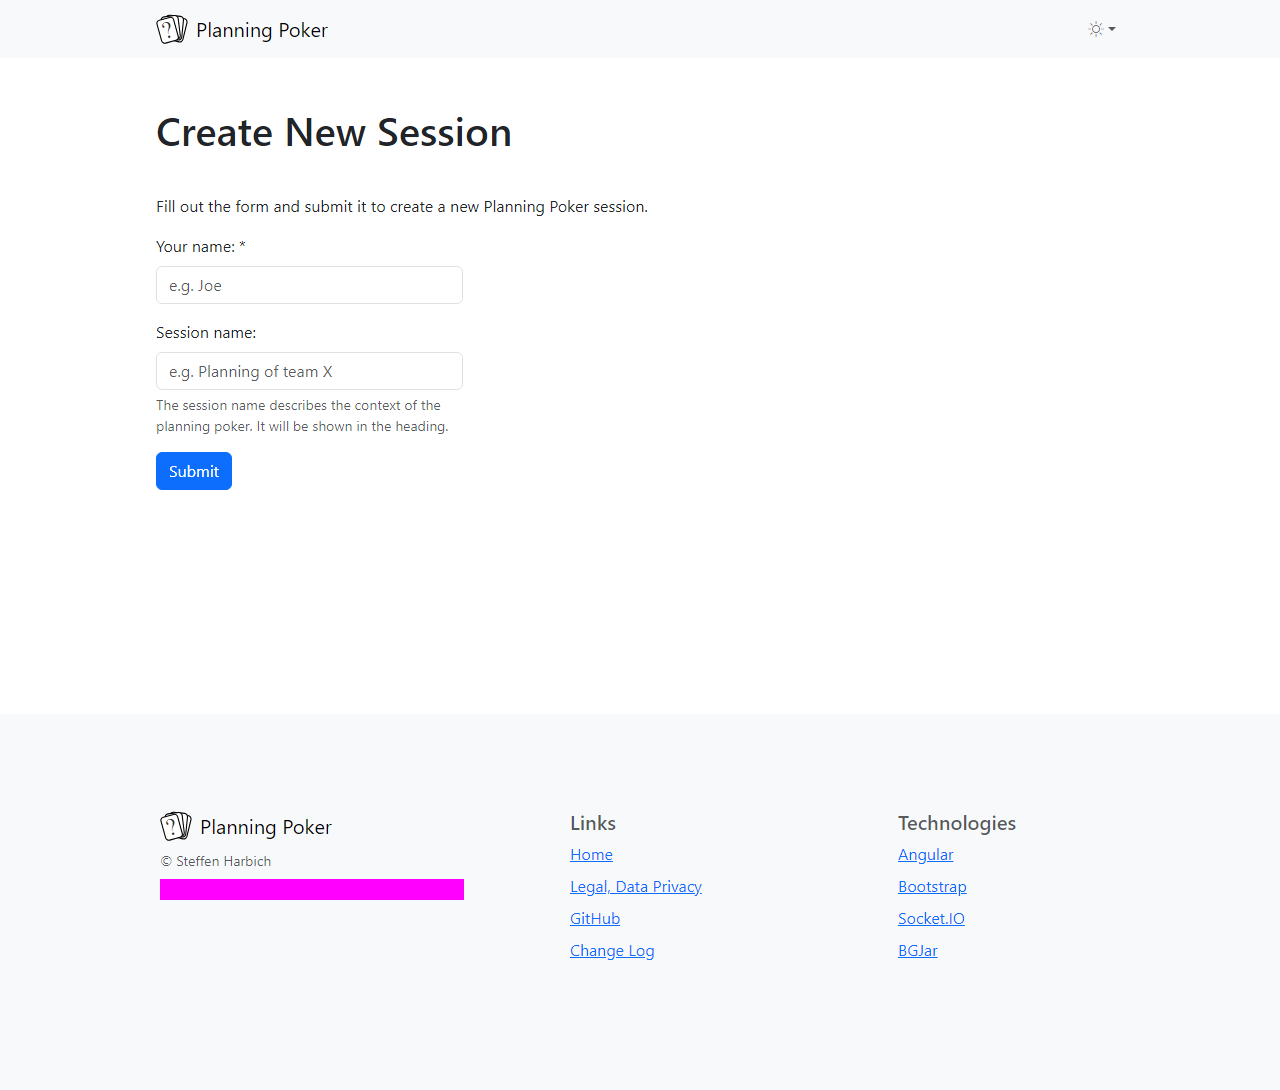 Planning Poker
Create New Session
Fill out the form and submit it to create a new Planning Poker session.
Your name: *
e.g. Joe
Session name:
e.g. Planning of team X
The session name describes the context of the
planning poker. It will be shown in the heading.
Submit
Planning Poker
© Steffen Harbich
Links
Home
Legal, Data Privacy
GitHub
Change Log
Technologies
Angular
Bootstrap
Socket.IO
BGJar